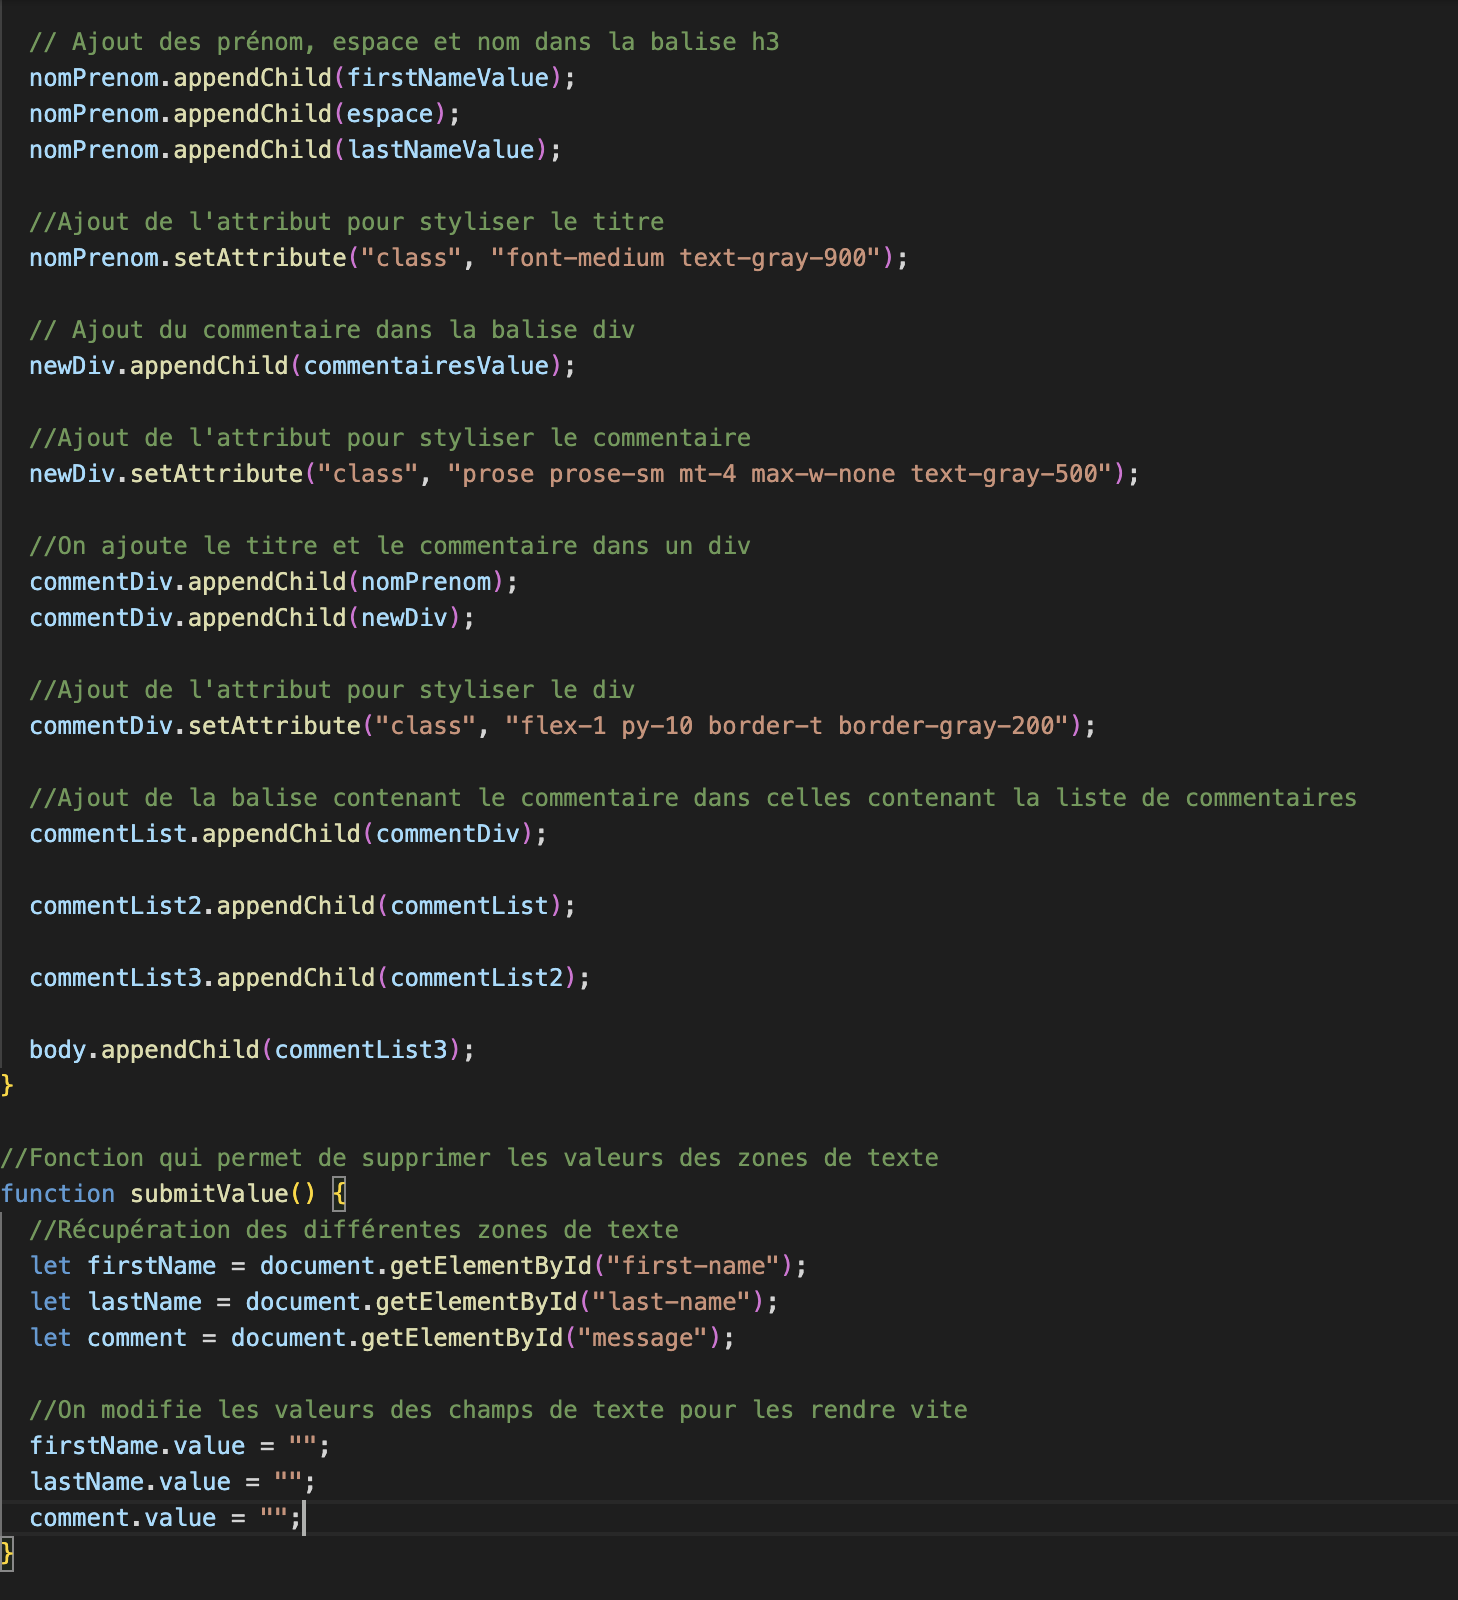 // Ajout des prénom, espace et nom dans la balise h3
nomPrenom.appendChild(firstNameValue);
nomPrenom.appendChild(espace);
nomPrenom.appendChild(lastNameValue);
//Ajout de l'attribut pour styliser le titre
nomPrenom.setAttribute("class", "font-medium text-gray-900");
// Ajout du commentaire dans la balise div
newDiv.appendChild(commentairesValue);
//Ajout de l'attribut pour styliser le commentaire
newDiv.setAttribute("class", "prose prose-sm mt-4 max-w-none text-gray-500");
//On ajoute le titre et le commentaire dans un div
commentDiv.appendChild(nomPrenom);
commentDiv.appendChild(newDiv);
//Ajout de l'attribut pour styliser le div
commentDiv.setAttribute("class", "flex-1 py-10 border-t border-gray-200");
//Ajout de la balise contenant le commentaire dans celles contenant la liste de commentaires
commentList.appendChild(commentDiv);
commentList2.appendChild(commentList);
commentList3.appendChild(commentList2);
body.appendChild(commentList3);
}
//Fonction qui permet de supprimer les valeurs des zones de texte
function submitValue() {
//Récupération des différentes zones de texte
let firstName = document.getElementById("first-name");
let lastName = document.getElementById("last-name");
let comment = document.getElementById("message");
//On modifie les valeurs des champs de texte pour les rendre vite
firstName.value = "";
lastName.value = "";
comment.value = "";
}